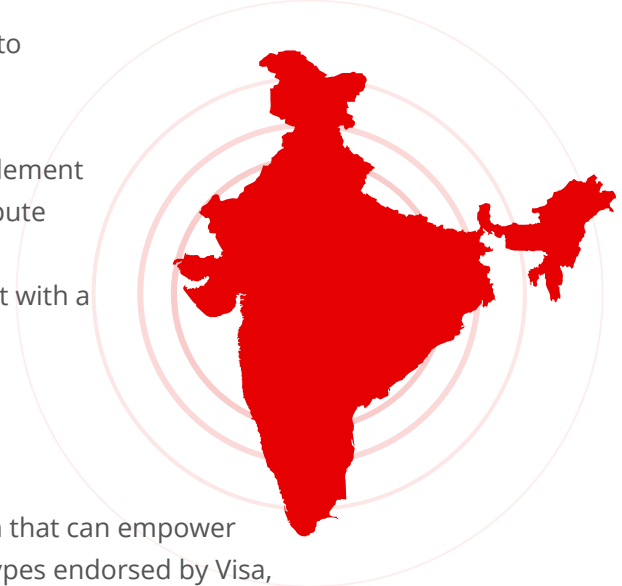 to
lement
oute
t with a
that can empower
ypes endorsed by Visa,